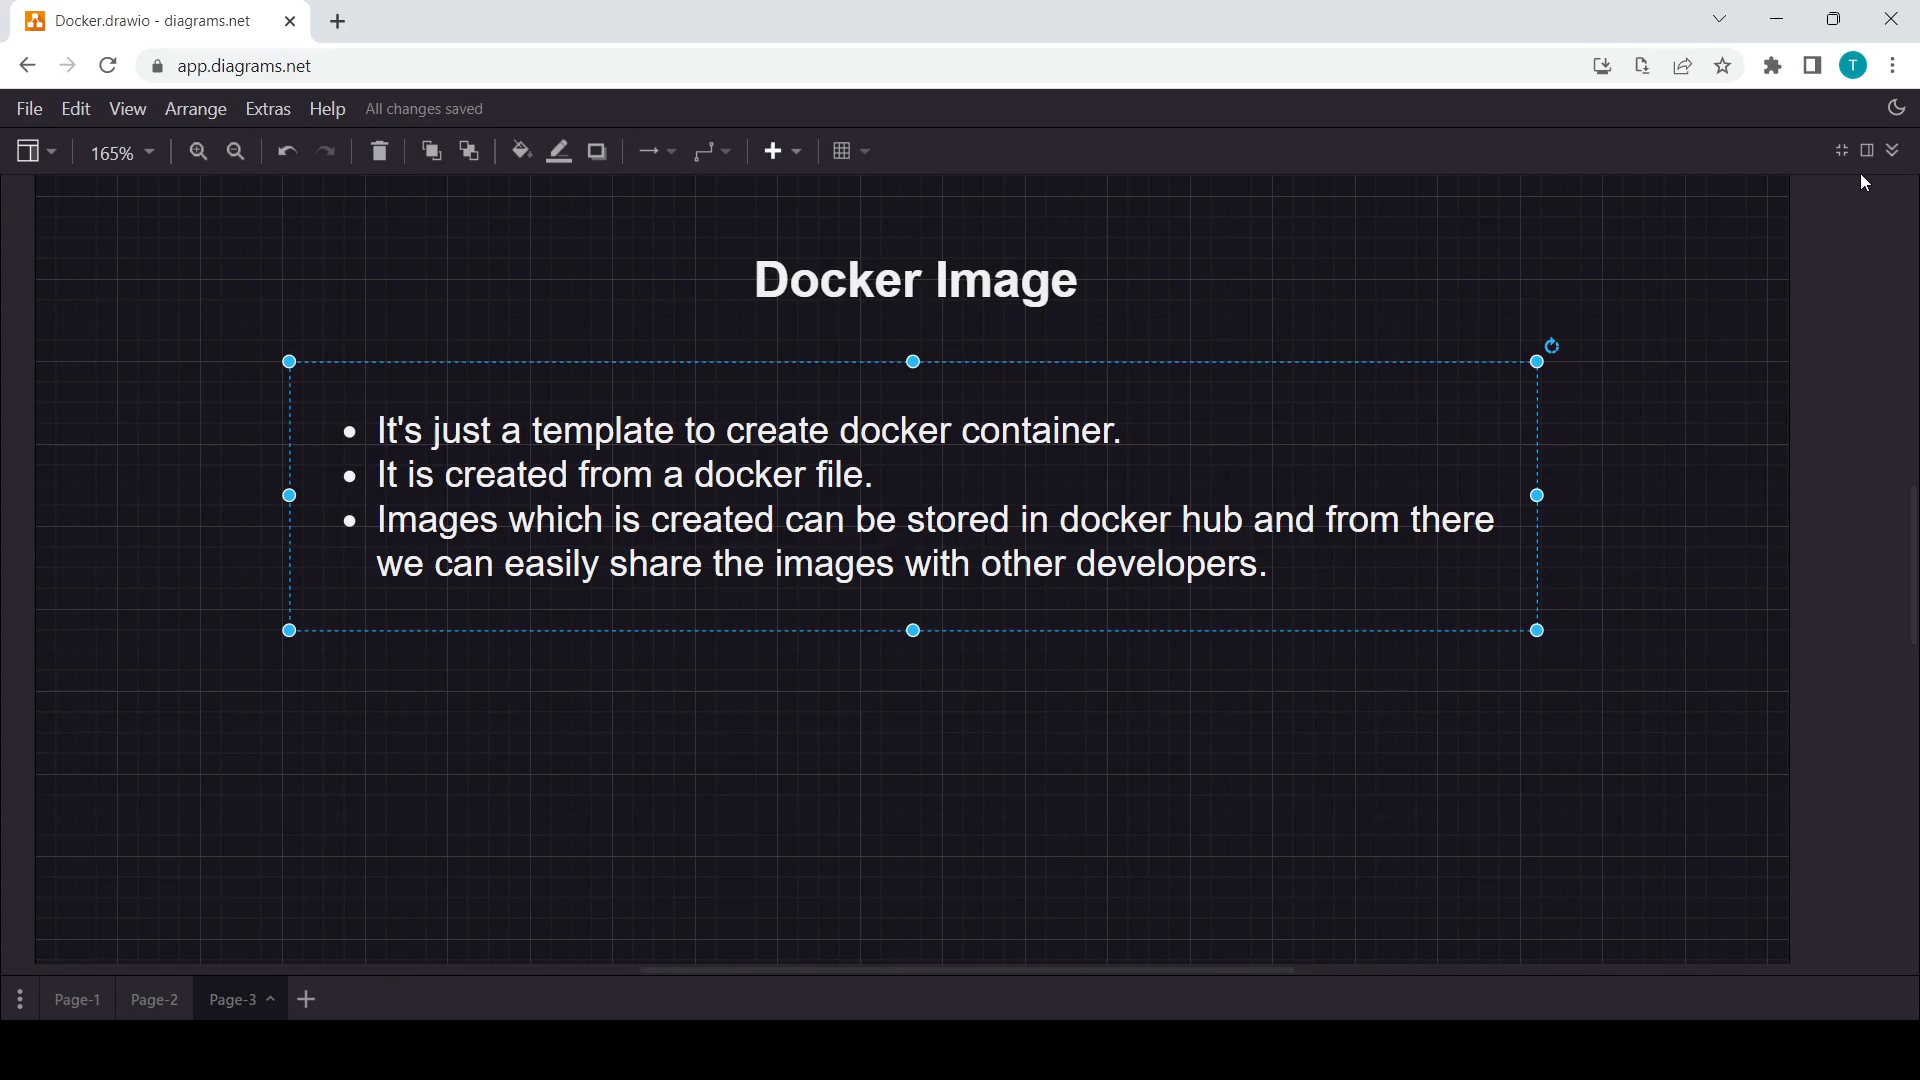 Docker.drawio - diagrams.net
app.diagrams.net
T
File Edit View Arrange Extras Help All changes saved
165%
Docker Image
• It's just a template to create docker container.
• It is created from a docker file.
• Images which is created can be stored in docker hub and from there
we can easily share the images with other developers.
Page-1 Page-2 Page-3